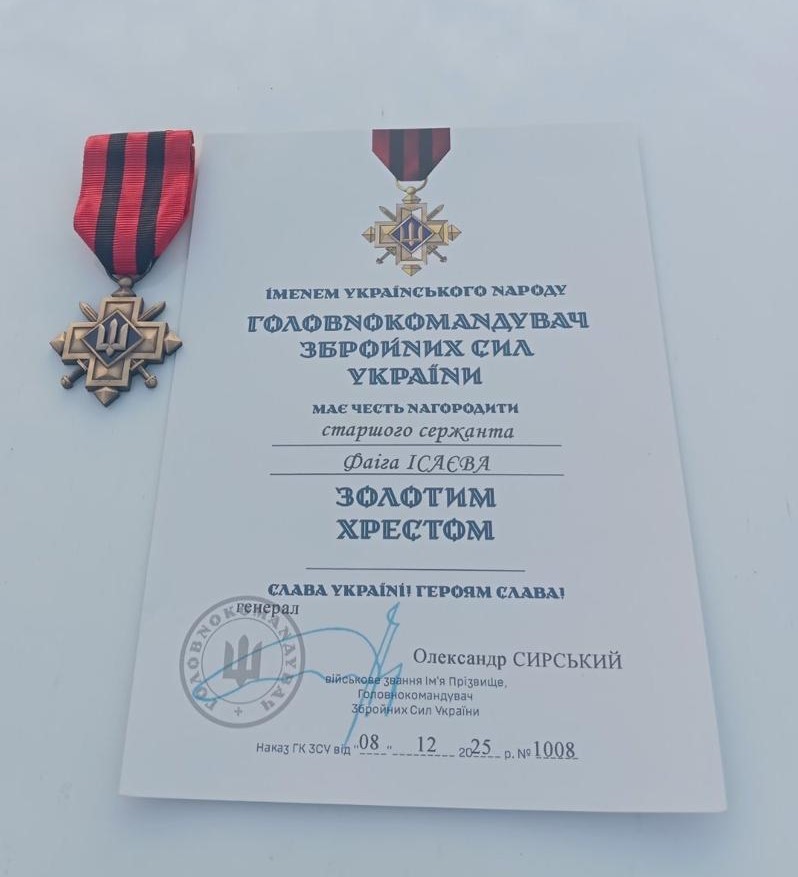 ІМЕНЕМ УКРАЇНСЬКОГО НАРОДУ
ГОЛОВНОКОМАНДУВАЧ
ЗБРОЙНИХ СИЛ
УКРАЇНИ
МАЄ ЧЕСТЬ НАГОРОДИТИ
старшого сержанта
Фаіга ІСАЄВА
ЗОЛОТИМ
ХРЕСТОМ
СЛАВА УКРАЇНІ! ГЕРОЯМ СЛАВА!
генерал
ГОЛОВНОКОМАНДУВАЧ
Олександр СИРСЬКИЙ
військове звання Ім'я Прізвище,
Головнокомандувач
Збройних Сил України
Наказ ГК ЗСУ від "08" 12 2025 р. № 1008